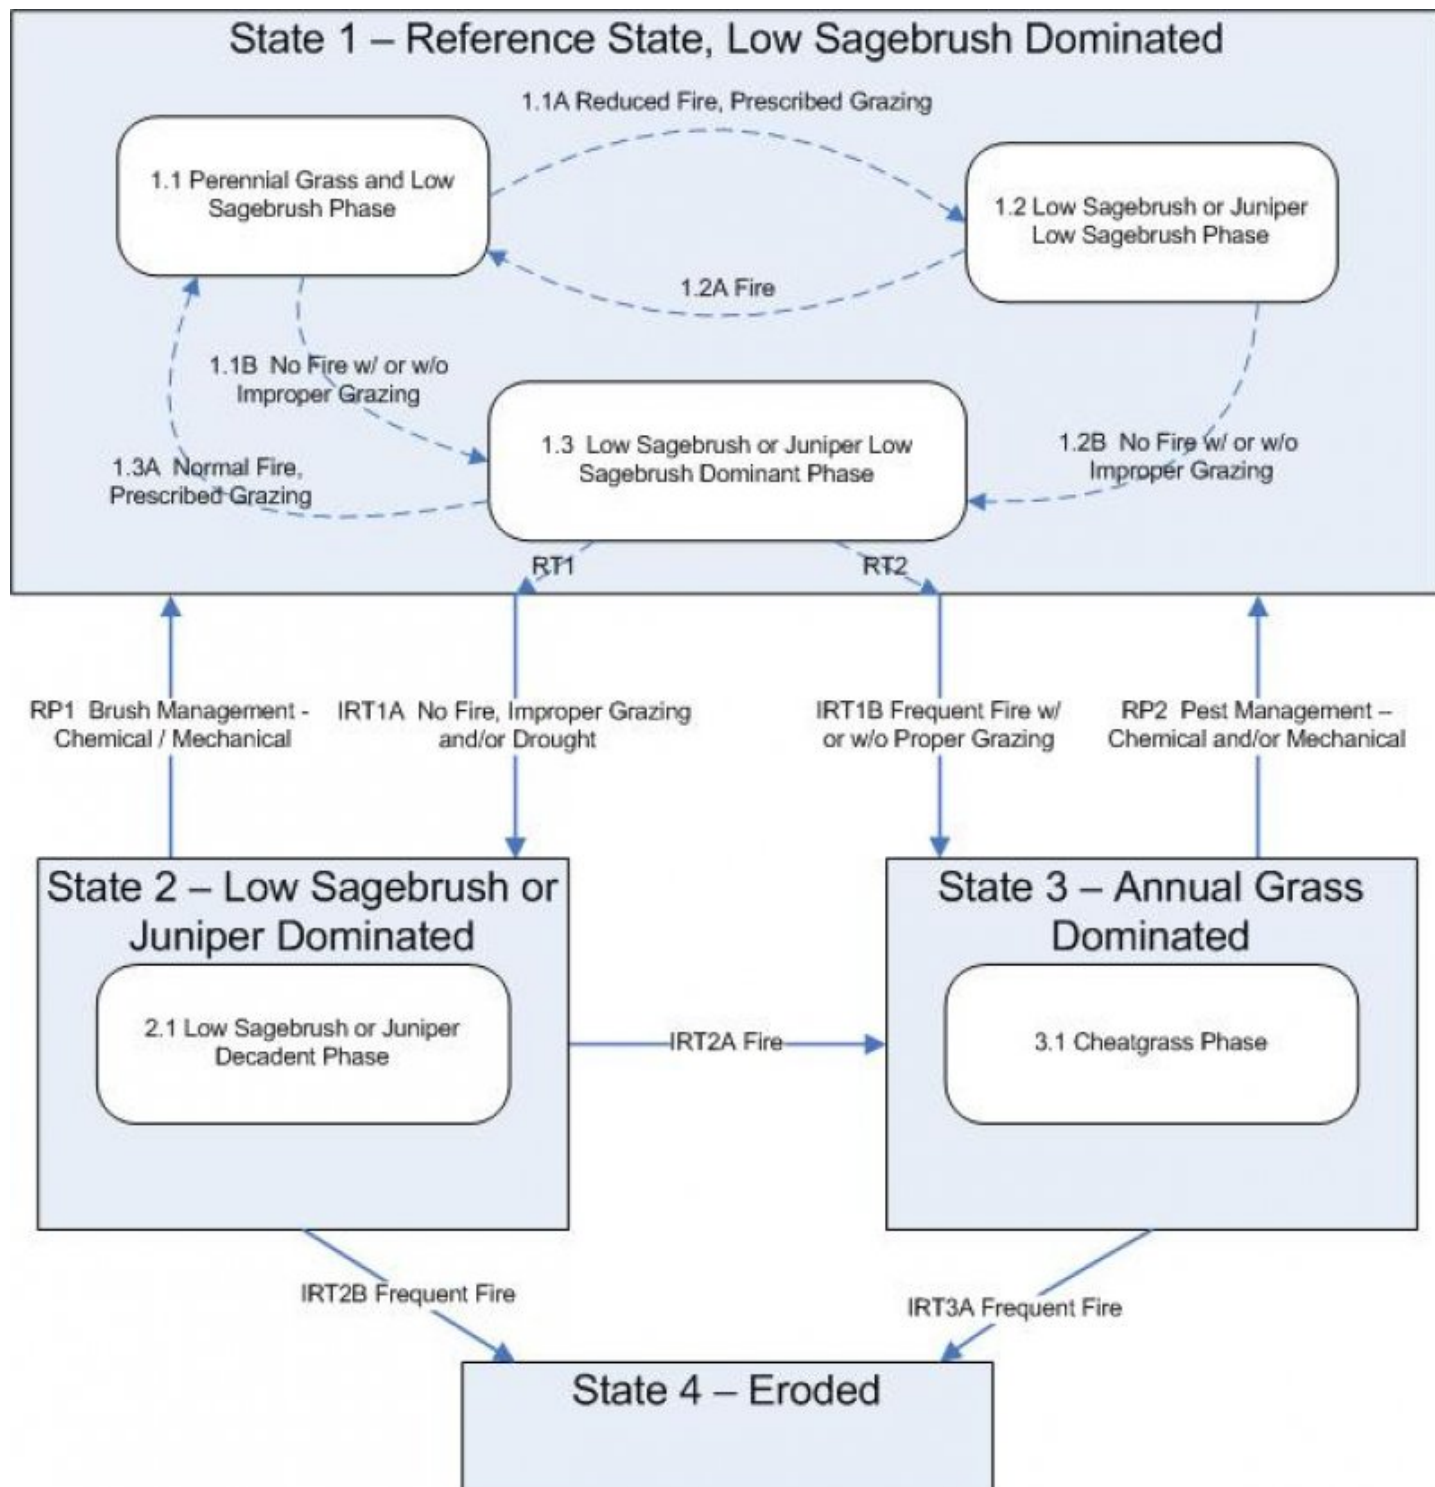 State 1 – Reference State, Low Sagebrush Dominated
1.1A Reduced Fire, Prescribed Grazing
1.1 Perennial Grass and Low
Sagebrush Phase
1.2 Low Sagebrush or Juniper
Low Sagebrush Phase
1.2A Fire
1.1B No Fire w/ or w/o
Improper Grazing
1.3 Low Sagebrush or Juniper Low
Sagebrush Dominant Phase
1.2B No Fire w/ or w/o
Improper Grazing
1.3A Normal Fire,
Prescribed Grazing
RT1
RT2
RP1 Brush Management -
Chemical / Mechanical
IRT1A No Fire, Improper Grazing
and/or Drought
IRT1B Frequent Fire w/
or w/o Proper Grazing
RP2 Pest Management –
Chemical and/or Mechanical
State 2 – Low Sagebrush or
Juniper Dominated
2.1 Low Sagebrush or Juniper
Decadent Phase
IRT2A Fire
State 3 – Annual Grass
Dominated
3.1 Cheatgrass Phase
IRT2B Frequent Fire
IRT3A Frequent Fire
State 4 – Eroded